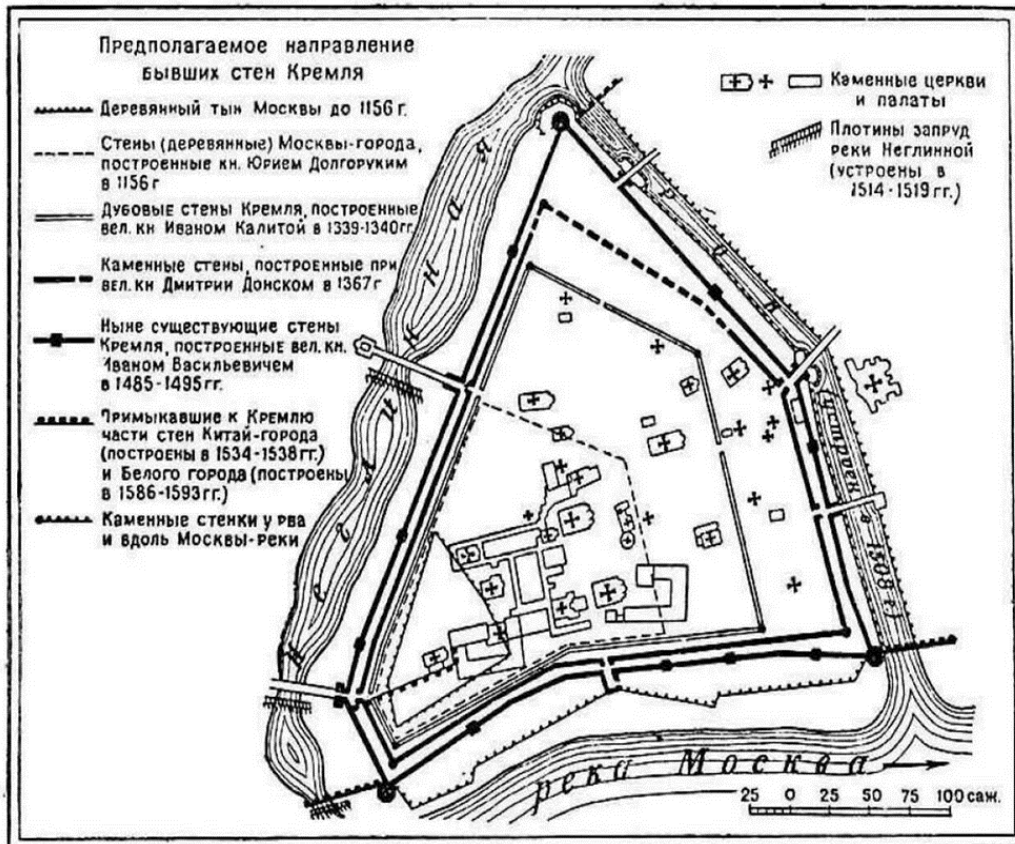 Предполагаемое направление
бывших стен Кремля
Деревянный тын Москвы до 1156 г.
Стены (деревянные) Москвы-города,
построенные кн. Юрием Долгоруким
в 1156 г
Дубовые стены Кремля, построенные
вел. кн Иваном Калитой в 1339-1340 гг.
Каменные стены, построенные при
вел. кн Дмитрии Донском в 1367 г
Ныне существующие стены
Кремля, построенные вел. кн.
Иваном Васильевичем
в 1485-1495 гг.
Примыкавшие к Кремлю
части стен Китай-города
(построены в 1534-1538 гг.)
и Белого города (построены
в 1586-1593 гг.)
Каменные стенки у рва
и вдоль Москвы-реки
Каменные церкви
и палаты
Плотины запруд
реки Неглинной
(устроены в
1514-1519 гг.)
в 1508 г.)
река Москва
25 0 25 50 75 100 саж.